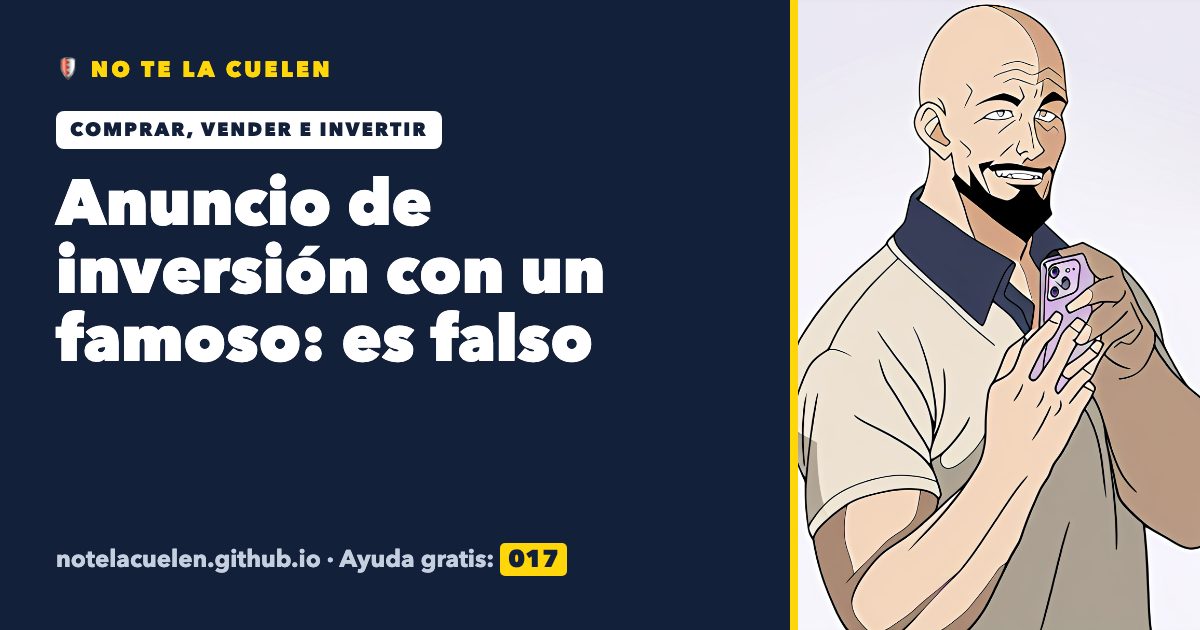 NO TE LA CUELEN
COMPRAR, VENDER E INVERTIR
Anuncio de
inversión con un
famoso: es falso
notelacuelen.github.io · Ayuda gratis: 017